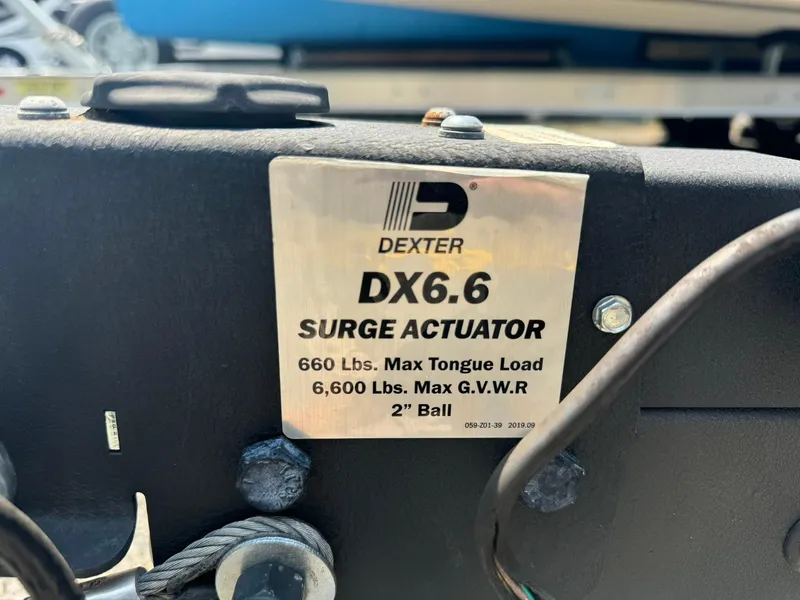 ®
DEXTER
DX6.6
SURGE ACTUATOR
660 Lbs. Max Tongue Load
6,600 Lbs. Max G.V.W.R
2” Ball
059-Z01-39 2019.09